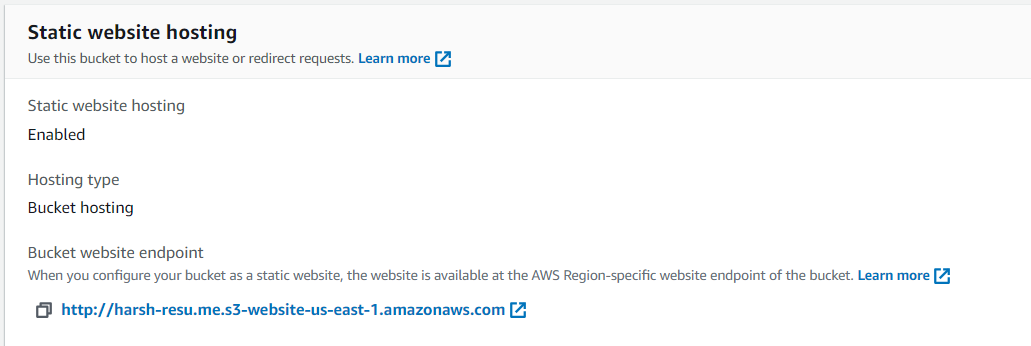 Static website hosting
Use this bucket to host a website or redirect requests. Learn more
Static website hosting
Enabled
Hosting type
Bucket hosting
Bucket website endpoint
When you configure your bucket as a static website, the website is available at the AWS Region-specific website endpoint of the bucket. Learn more
http://harsh-resu.me.s3-website-us-east-1.amazonaws.com